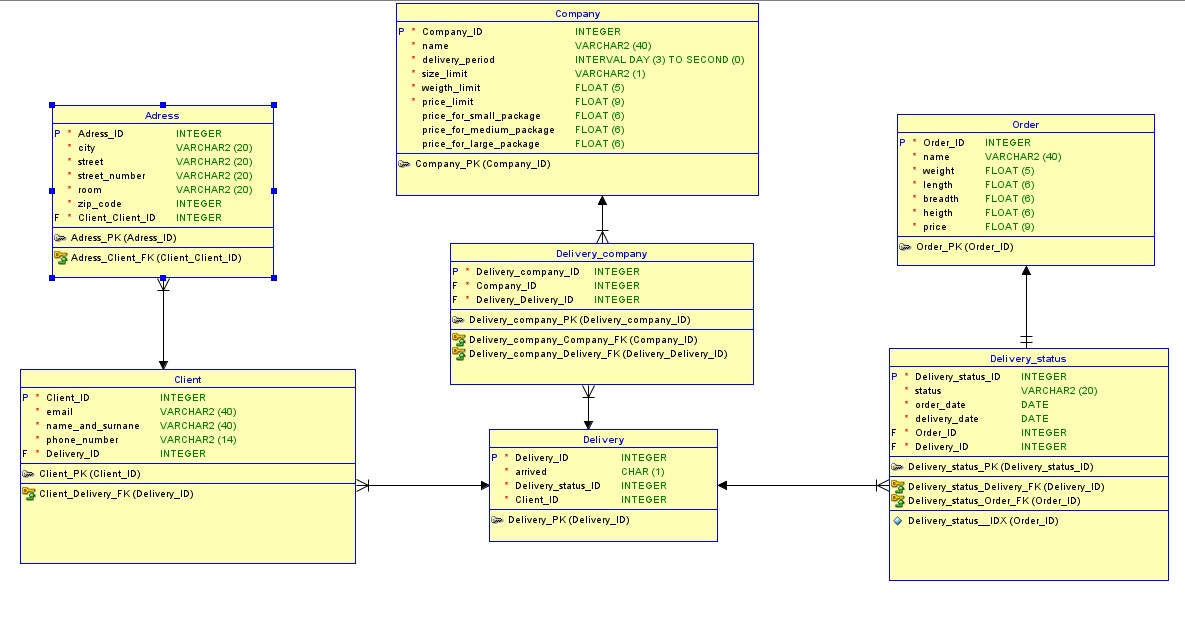 Company
P * Company_ID INTEGER
* name VARCHAR2 (40)
* delivery_period INTERVAL DAY (3) TO SECOND (0)
* size_limit VARCHAR2 (1)
* weigth_limit FLOAT (5)
* price_limit FLOAT (9)
price_for_small_package FLOAT (6)
price_for_medium_package FLOAT (6)
price_for_large_package FLOAT (6)
Company_PK (Company_ID)
Adress
P * Adress_ID INTEGER
* city VARCHAR2 (20)
* street VARCHAR2 (20)
* street_number VARCHAR2 (20)
* room VARCHAR2 (20)
* zip_code INTEGER
F * Client_Client_ID INTEGER
Adress_PK (Adress_ID)
Adress_Client_FK (Client_Client_ID)
Order
P * Order_ID INTEGER
* name VARCHAR2 (40)
* weight FLOAT (5)
* length FLOAT (6)
* breadth FLOAT (6)
* heigth FLOAT (6)
* price FLOAT (9)
Order_PK (Order_ID)
Delivery_company
P * Delivery_company_ID INTEGER
F * Company_ID INTEGER
F * Delivery_Delivery_ID INTEGER
Delivery_company_PK (Delivery_company_ID)
Delivery_company_Company_FK (Company_ID)
Delivery_company_Delivery_FK (Delivery_Delivery_ID)
Client
P * Client_ID INTEGER
* email VARCHAR2 (40)
* name_and_surnane VARCHAR2 (40)
* phone_number VARCHAR2 (14)
F * Delivery_ID INTEGER
Client_PK (Client_ID)
Client_Delivery_FK (Delivery_ID)
Delivery
P * Delivery_ID INTEGER
* arrived CHAR (1)
* Delivery_status_ID INTEGER
* Client_ID INTEGER
Delivery_PK (Delivery_ID)
Delivery_status
P * Delivery_status_ID INTEGER
* status VARCHAR2 (20)
* order_date DATE
* delivery_date DATE
F * Order_ID INTEGER
F * Delivery_ID INTEGER
Delivery_status_PK (Delivery_status_ID)
Delivery_status_Delivery_FK (Delivery_ID)
Delivery_status_Order_FK (Order_ID)
Delivery_status__IDX (Order_ID)